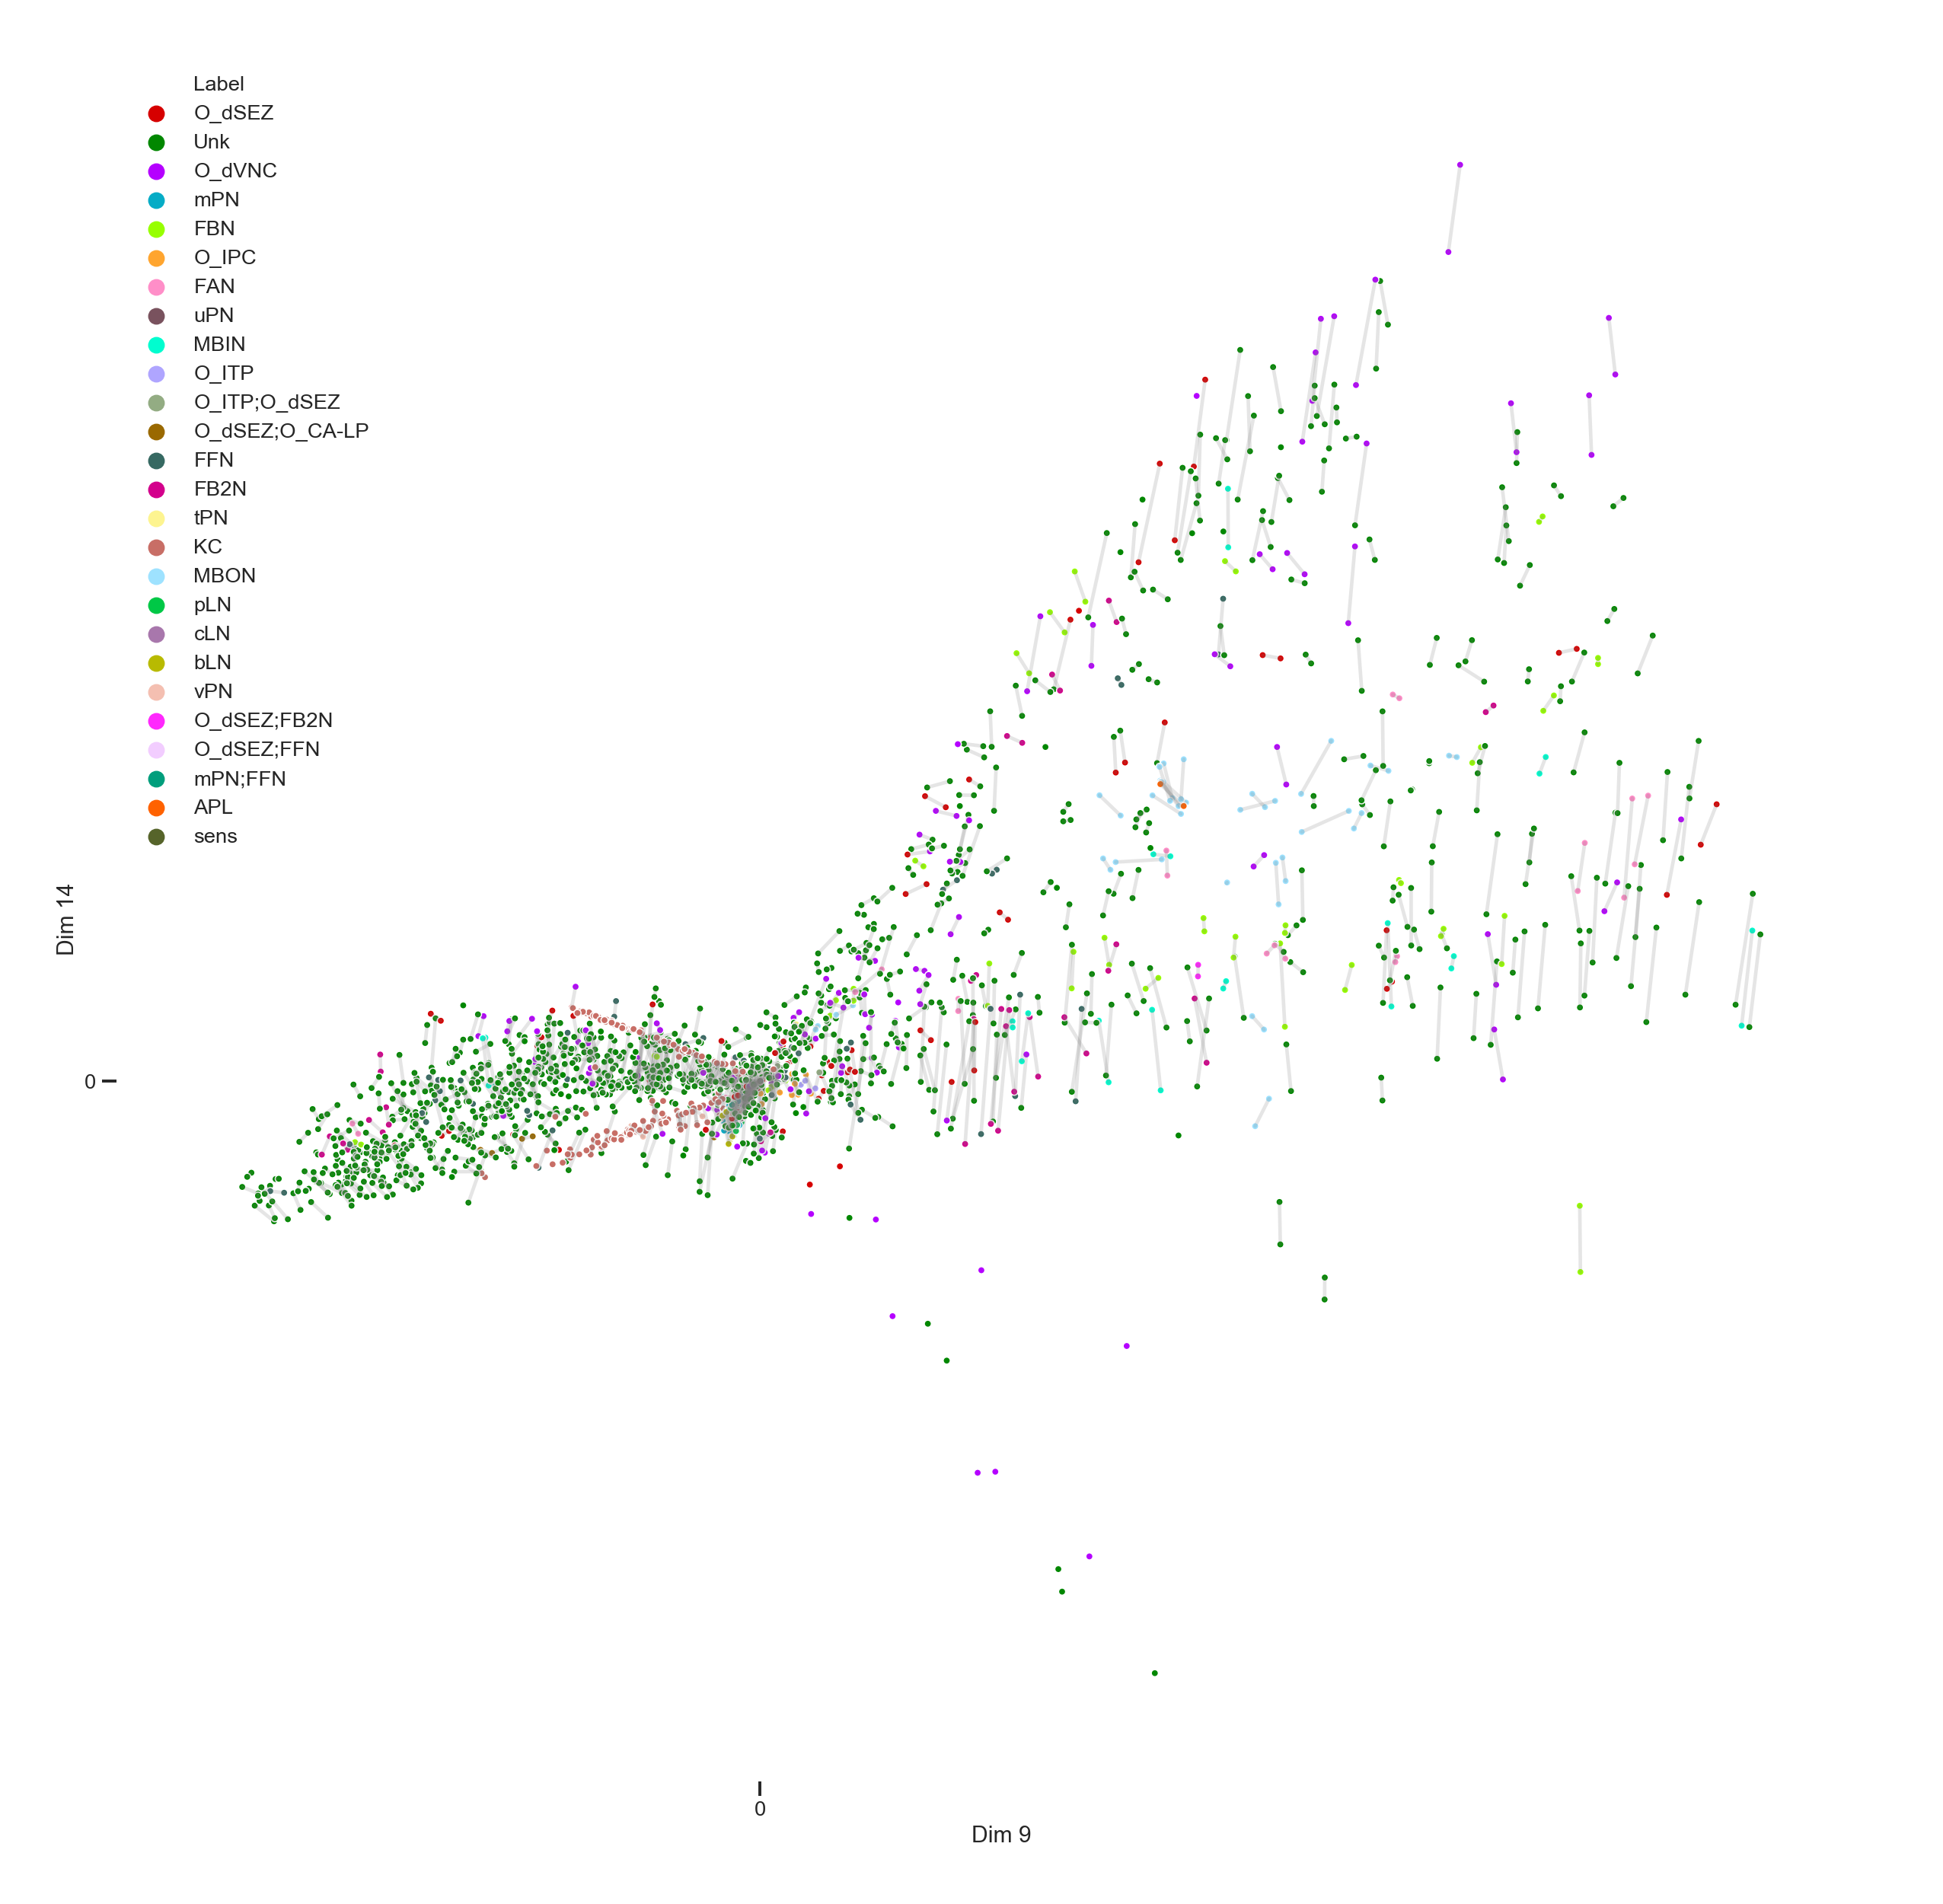 Label
O_dSEZ
Unk
O_dVNC
mPN
FBN
O_IPC
FAN
uPN
MBIN
O_ITP
O_ITP;O_dSEZ
O_dSEZ;O_CA-LP
FFN
FB2N
tPN
KC
MBON
pLN
cLN
bLN
vPN
O_dSEZ;FB2N
O_dSEZ;FFN
mPN;FFN
APL
sens
Dim 14
0
0
Dim 9